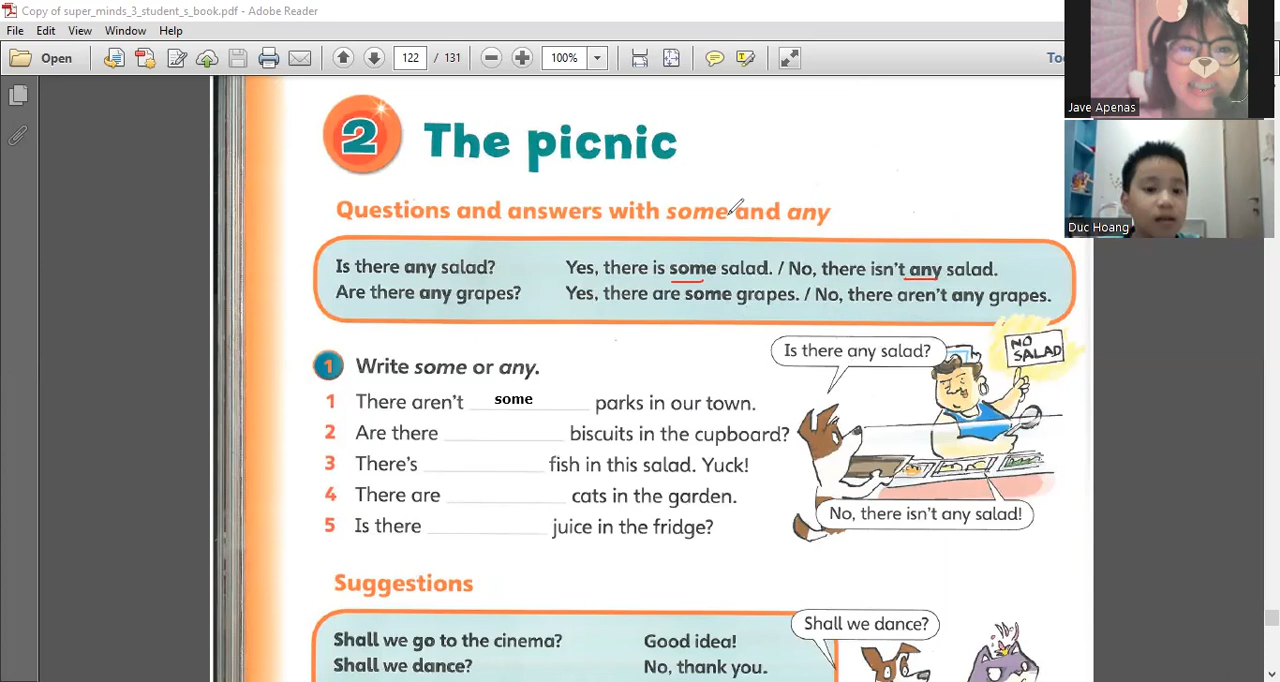 Copy of super_minds_3_student_s_book.pdf - Adobe Reader
File Edit View Window Help
Open 122 / 131 100%
Jave Apenas
Duc Hoang
2 The picnic
Questions and answers with some and any
Is there any salad? Yes, there is some salad. / No, there isn't any salad.
Are there any grapes? Yes, there are some grapes. / No, there aren't any grapes.
Is there any salad?
NO
SALAD
1 Write some or any.
1 There aren't some parks in our town.
2 Are there biscuits in the cupboard?
3 There's fish in this salad. Yuck!
4 There are cats in the garden.
5 Is there juice in the fridge?
No, there isn't any salad!
Suggestions
Shall we go to the cinema? Good idea!
Shall we dance? No, thank you.
Shall we dance?